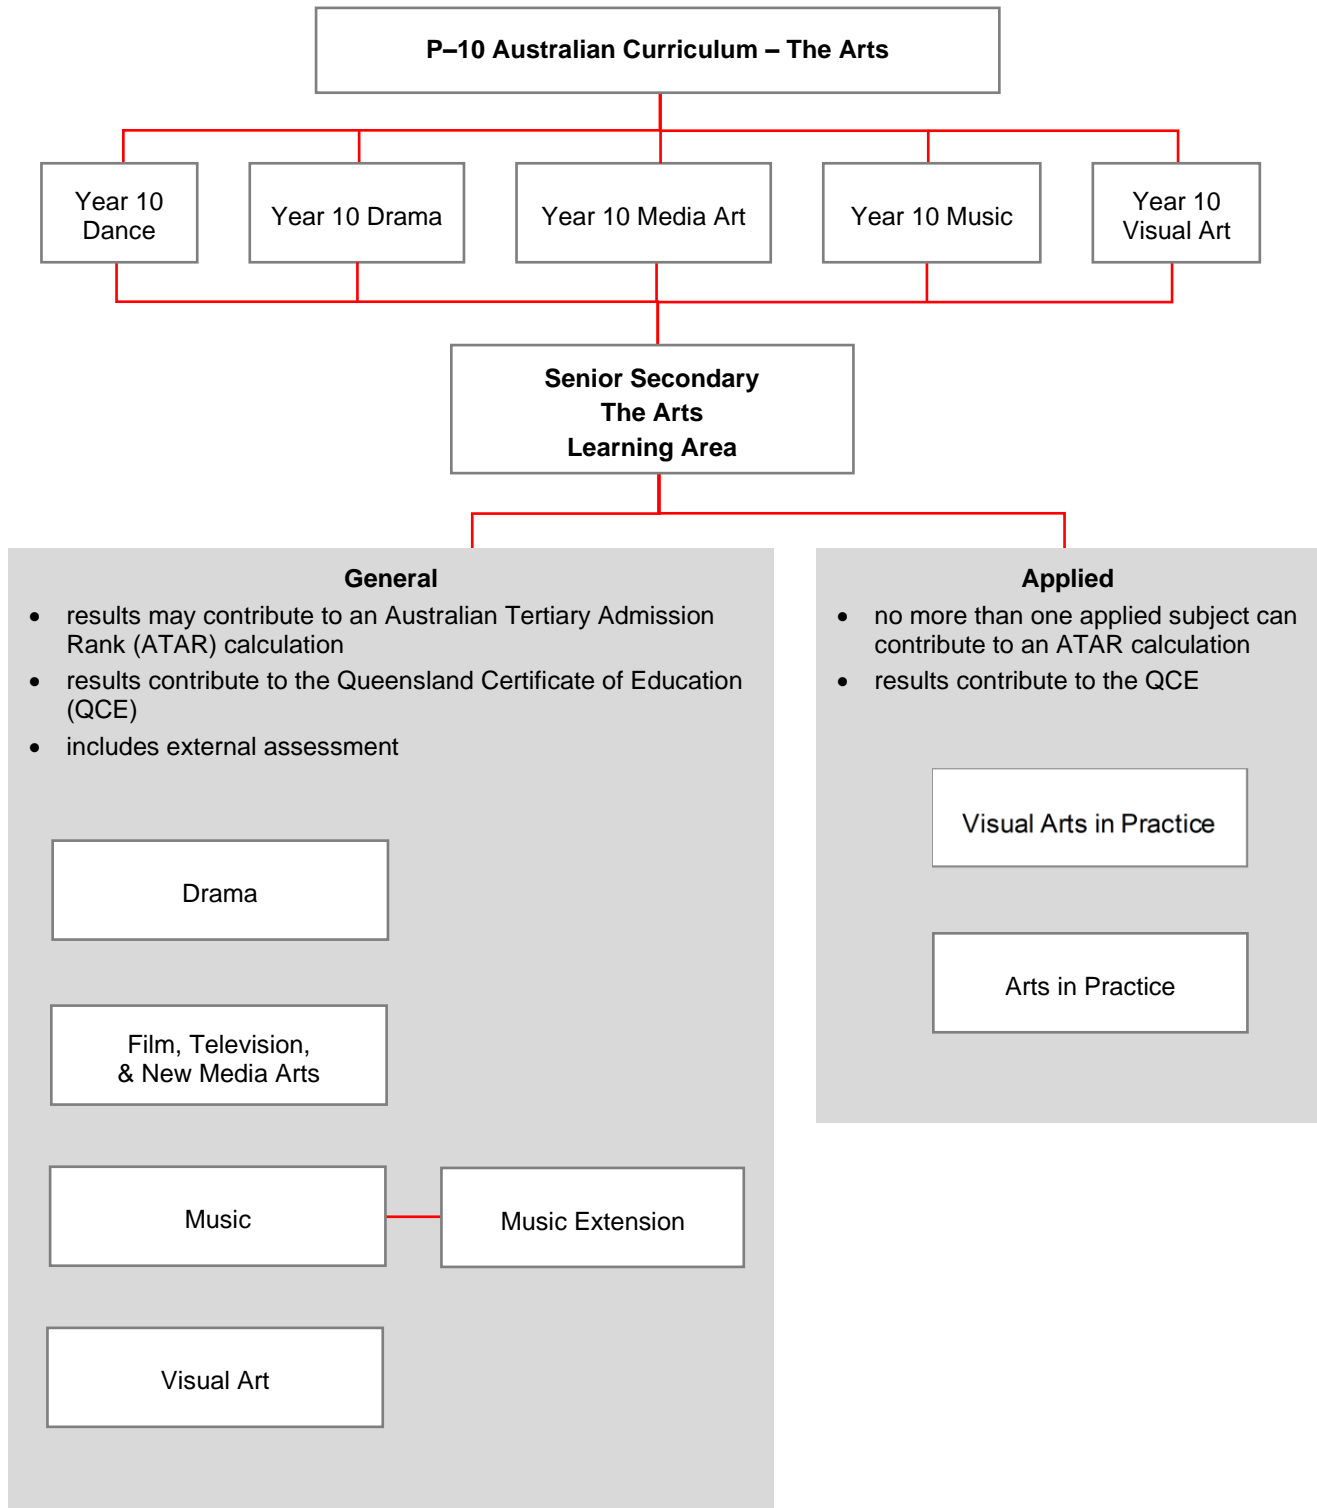 P–10 Australian Curriculum – The Arts
Year 10
Dance
Year 10 Drama
Year 10 Media Art
Year 10 Music
Year 10
Visual Art
Senior Secondary
The Arts
Learning Area
General
• results may contribute to an Australian Tertiary Admission
Rank (ATAR) calculation
• results contribute to the Queensland Certificate of Education
(QCE)
• includes external assessment
Drama
Film, Television,
& New Media Arts
Music
Music Extension
Visual Art
Applied
• no more than one applied subject can
contribute to an ATAR calculation
• results contribute to the QCE
Visual Arts in Practice
Arts in Practice